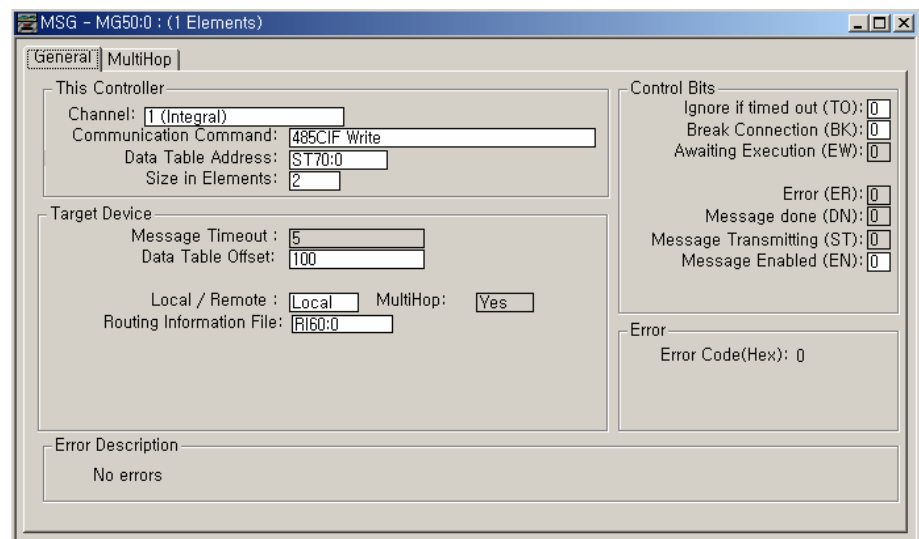 MSG - MG50:0 : (1 Elements)
General MultiHop
This Controller
Channel: 1 (Integral)
Communication Command: 485CIF Write
Data Table Address: ST70:0
Size in Elements: 2
Target Device
Message Timeout : 5
Data Table Offset: 100
Local / Remote : Local MultiHop: Yes
Routing Information File: RI60:0
Control Bits
Ignore if timed out (TO): 0
Break Connection (BK): 0
Awaiting Execution (EW): 0
Error (ER): 0
Message done (DN): 0
Message Transmitting (ST): 0
Message Enabled (EN): 0
Error
Error Code(Hex): 0
Error Description
No errors